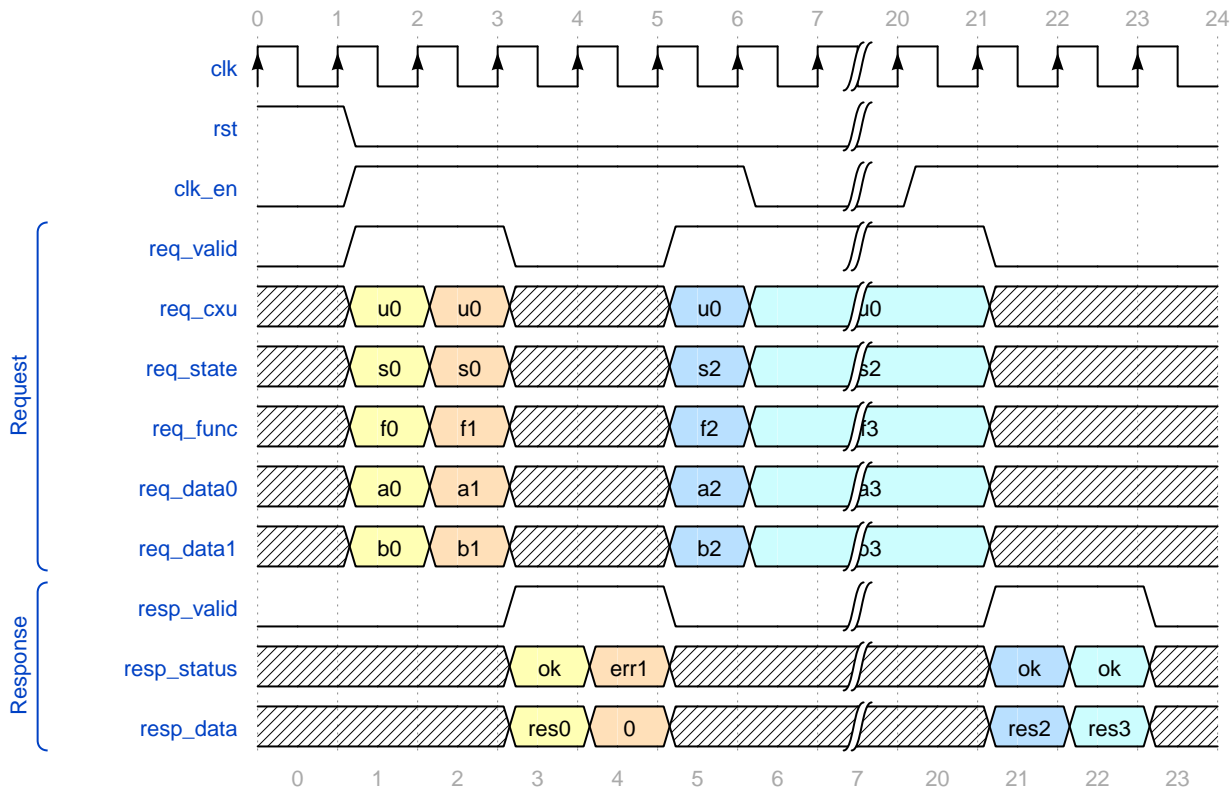 0 1 2 3 4 5 6 7 20 21 22 23 24
clk
rst
clk_en
Request
req_valid
req_cxu u0 u0 u0 u0
req_state s0 s0 s2 s2
req_func f0 f1 f2 f3
req_data0 a0 a1 a2 a3
req_data1 b0 b1 b2 b3
Response
resp_valid
resp_status ok err1 ok ok
resp_data res0 0 res2 res3
0 1 2 3 4 5 6 7 20 21 22 23